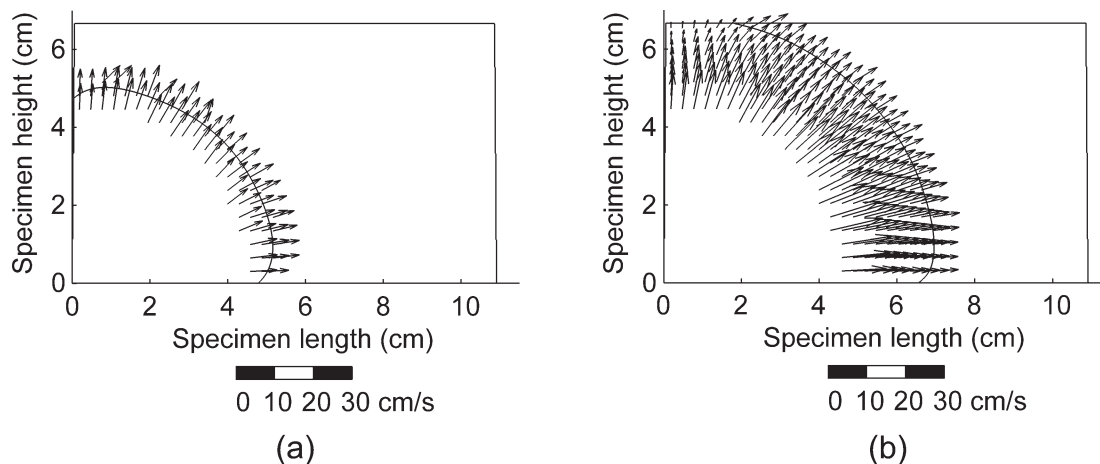 Specimen height (cm)
6
4
2
0
0 2 4 6 8 10
Specimen length (cm)
0 10 20 30 cm/s
(a)
Specimen height (cm)
6
4
2
0
0 2 4 6 8 10
Specimen length (cm)
0 10 20 30 cm/s
(b)